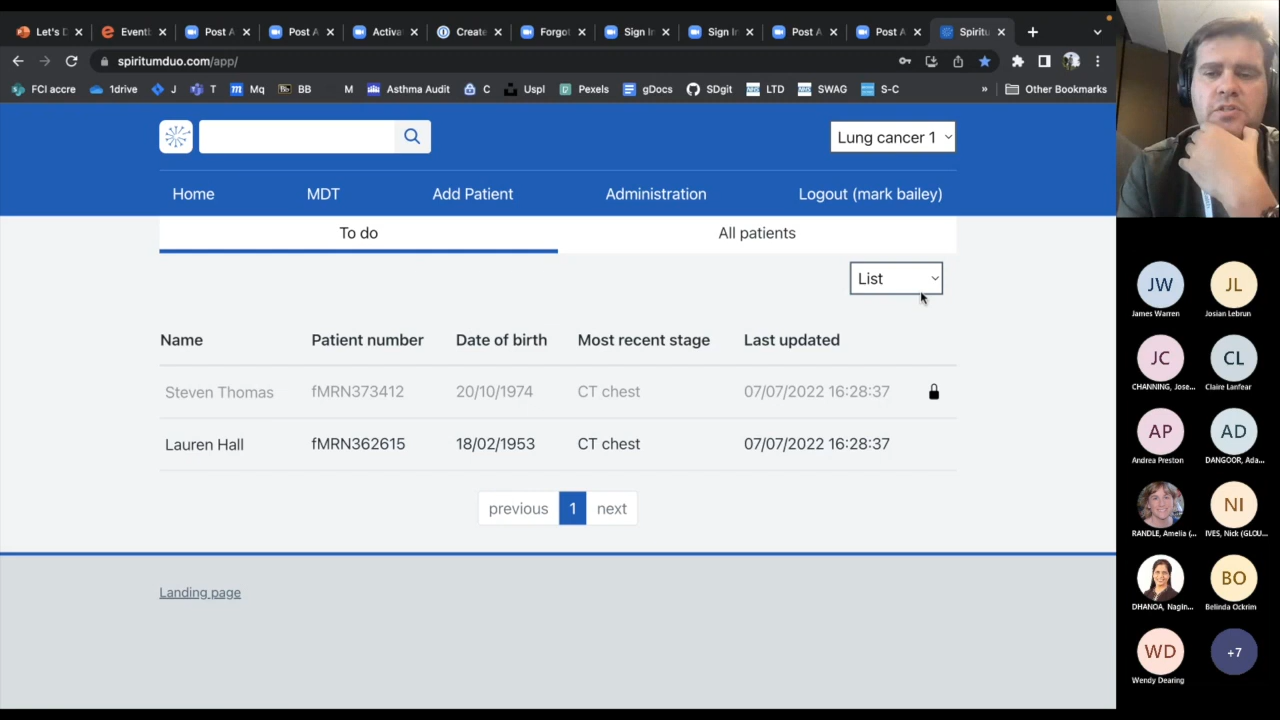 Let's D
Eventl
Post A
Post A
Activa
Create
Forgot
Sign In
Sign In
Post A
Post A
Spiritu
spiritumduo.com/app/
FCI accre
1drive
J
T
Mq
BB
M
Asthma Audit
C
Uspl
Pexels
gDocs
SDgit
LTD
SWAG
S-C
»
Other Bookmarks
Lung cancer 1
Home
MDT
Add Patient
Administration
Logout (mark bailey)
To do
All patients
List
Name Patient number Date of birth Most recent stage Last updated
Steven Thomas fMRN373412 20/10/1974 CT chest 07/07/2022 16:28:37
Lauren Hall fMRN362615 18/02/1953 CT chest 07/07/2022 16:28:37
previous 1 next
Landing page
JW
JL
James Warren
Josian Lebrun
JC
CL
CHANNING, Jose...
Claire Lanfear
AP
AD
Andrea Preston
DANGOOR, Ada...
NI
RANDLE, Amelia (...
IVES, Nick (GLOU...
BO
DHANOA, Nagin...
Belinda Ockrim
WD
+7
Wendy Dearing